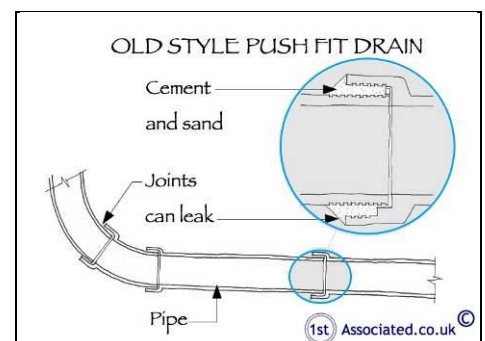 OLD STYLE PUSH FIT DRAIN
Cement
and sand
Joints
can leak
Pipe
1st Associated.co.uk ©